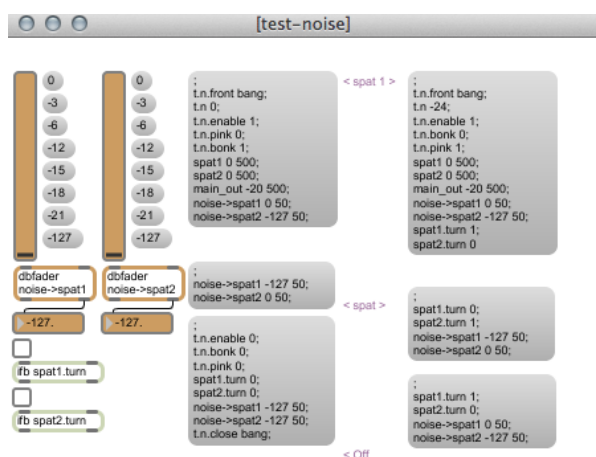 [test-noise]
0
-3
-6
-12
-15
-18
-21
-127
dbfader
noise->spat1
-127.
ifb spat1.turn
ifb spat2.turn
0
-3
-6
-12
-15
-18
-21
-127
dbfader
noise->spat2
-127.
;
t.n.front bang;
t.n 0;
t.n.enable 1;
t.n.pink 0;
t.n.bonk 1;
spat1 0 500;
spat2 0 500;
main_out -20 500;
noise->spat1 0 50;
noise->spat2 -127 50;
;
noise->spat1 -127 50;
noise->spat2 0 50;
;
t.n.enable 0;
t.n.bonk 0;
t.n.pink 0;
spat1.turn 0;
spat2.turn 0;
noise->spat1 -127 50;
noise->spat2 -127 50;
t.n.close bang;
< spat 1 >
< spat >
< Off
;
t.n.front bang;
t.n -24;
t.n.enable 1;
t.n.bonk 0;
t.n.pink 1;
spat1 0 500;
spat2 0 500;
main_out -20 500;
noise->spat1 0 50;
noise->spat2 -127 50;
spat1.turn 1;
spat2.turn 0
;
spat1.turn 0;
spat2.turn 1;
noise->spat1 -127 50;
noise->spat2 0 50;
;
spat1.turn 1;
spat2.turn 0;
noise->spat1 0 50;
noise->spat2 -127 50;